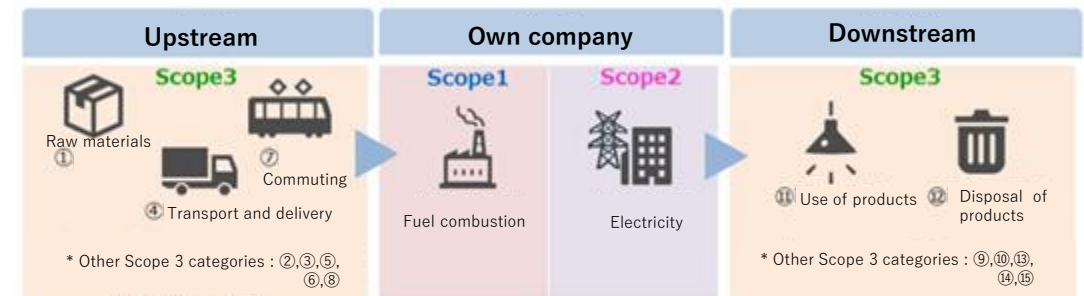 Upstream
Own company
Downstream
Scope3
Scope1
Scope2
Scope3
Raw materials
①
⑦
Commuting
④ Transport and delivery
* Other Scope 3 categories : ②,③,⑤,
⑥,⑧
Fuel combustion
Electricity
⑪ Use of products
⑫ Disposal of
products
* Other Scope 3 categories : ⑨,⑩,⑬,
⑭,⑮